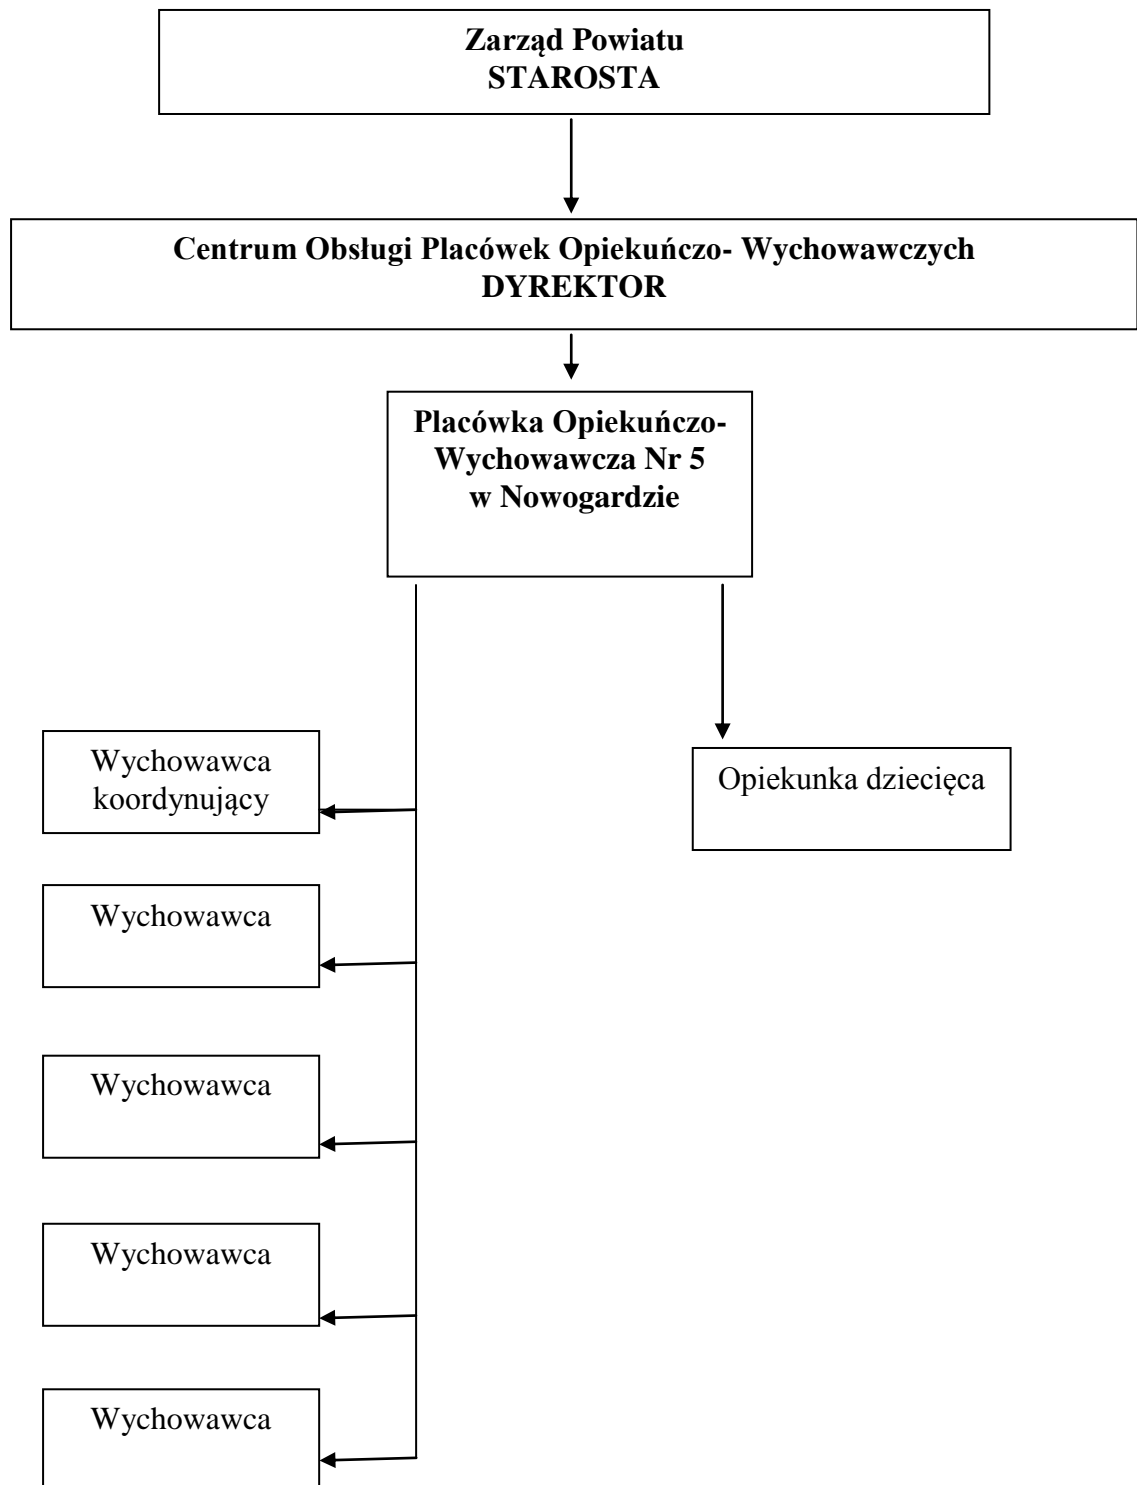 Zarząd Powiatu
STAROSTA
Centrum Obsługi Placówek Opiekuńczo- Wychowawczych
DYREKTOR
Placówka Opiekuńczo-
Wychowawcza Nr 5
w Nowogardzie
Wychowawca
koordynujący
Opiekunka dziecięca
Wychowawca
Wychowawca
Wychowawca
Wychowawca